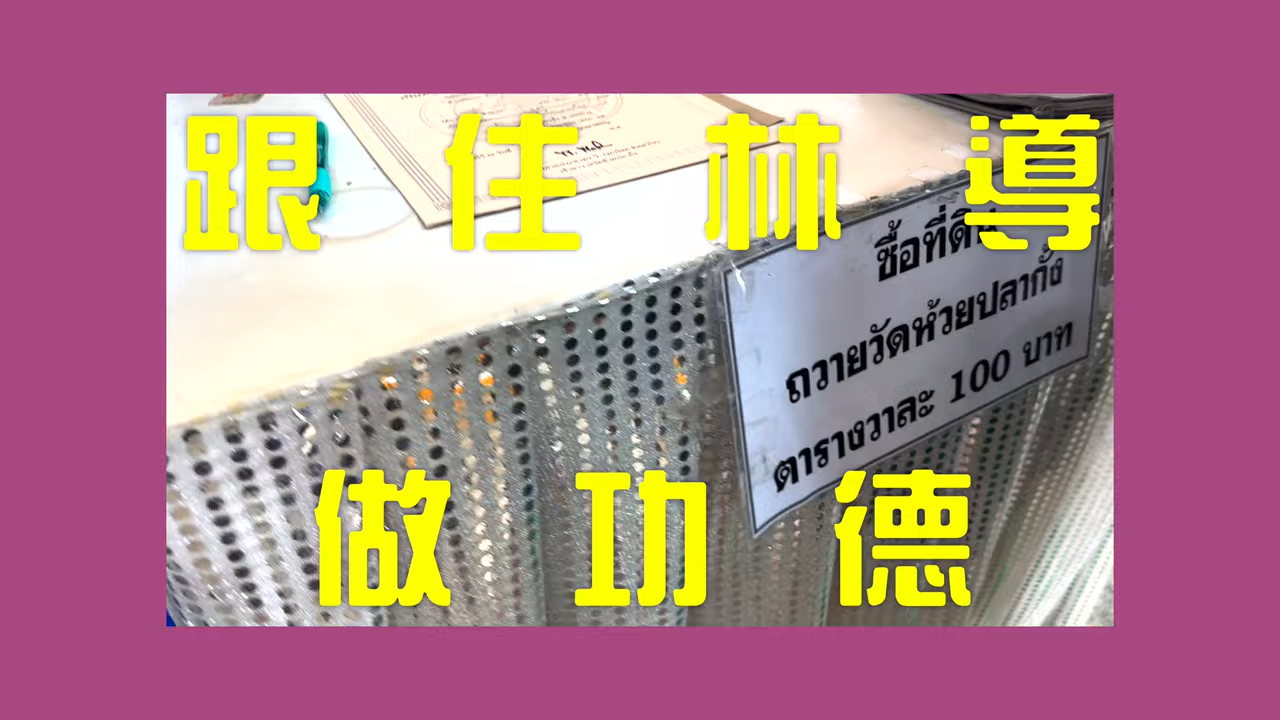 跟住林導
ซื้อที่ดิน
ถวายวัดห้วยปลากั้ง
ตารางวาละ 100 บาท
做功德